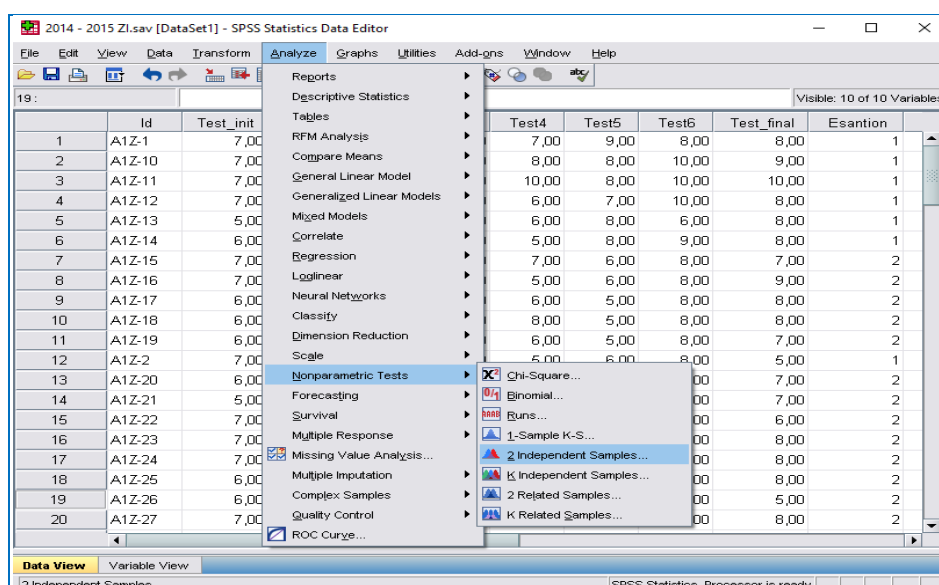 2014 - 2015 ZI.sav [DataSet1] - SPSS Statistics Data Editor
File Edit View Data Transform Analyze Graphs Utilities Add-ons Window Help
19 : Visible: 10 of 10 Variables
Id Test_init Test4 Test5 Test6 Test_final Esantion
1 A1Z-1 7,00 7,00 9,00 8,00 8,00 1
2 A1Z-10 7,00 8,00 8,00 10,00 9,00 1
3 A1Z-11 7,00 10,00 8,00 10,00 10,00 1
4 A1Z-12 7,00 6,00 7,00 10,00 8,00 1
5 A1Z-13 5,00 6,00 8,00 6,00 8,00 1
6 A1Z-14 6,00 5,00 8,00 9,00 8,00 1
7 A1Z-15 7,00 7,00 6,00 8,00 7,00 2
8 A1Z-16 7,00 5,00 6,00 8,00 9,00 2
9 A1Z-17 6,00 6,00 5,00 8,00 8,00 2
10 A1Z-18 6,00 8,00 5,00 8,00 8,00 2
11 A1Z-19 6,00 6,00 5,00 8,00 7,00 2
12 A1Z-2 7,00 5,00 6,00 8,00 5,00 1
13 A1Z-20 6,00 00 7,00 2
14 A1Z-21 5,00 00 7,00 2
15 A1Z-22 7,00 00 6,00 2
16 A1Z-23 7,00 00 8,00 2
17 A1Z-24 7,00 00 8,00 2
18 A1Z-25 6,00 00 8,00 2
19 A1Z-26 6,00 00 5,00 2
20 A1Z-27 7,00 00 8,00 2
Reports
Descriptive Statistics
Tables
RFM Analysis
Compare Means
General Linear Model
Generalized Linear Models
Mixed Models
Correlate
Regression
Loglinear
Neural Networks
Classify
Dimension Reduction
Scale
Nonparametric Tests
Forecasting
Survival
Multiple Response
Missing Value Analysis...
Multiple Imputation
Complex Samples
Quality Control
ROC Curve...
Chi-Square...
Binomial...
Runs...
1-Sample K-S...
2 Independent Samples...
K Independent Samples...
2 Related Samples...
K Related Samples...
Data View Variable View
2 Independent Samples SPSS Statistics Processor is ready